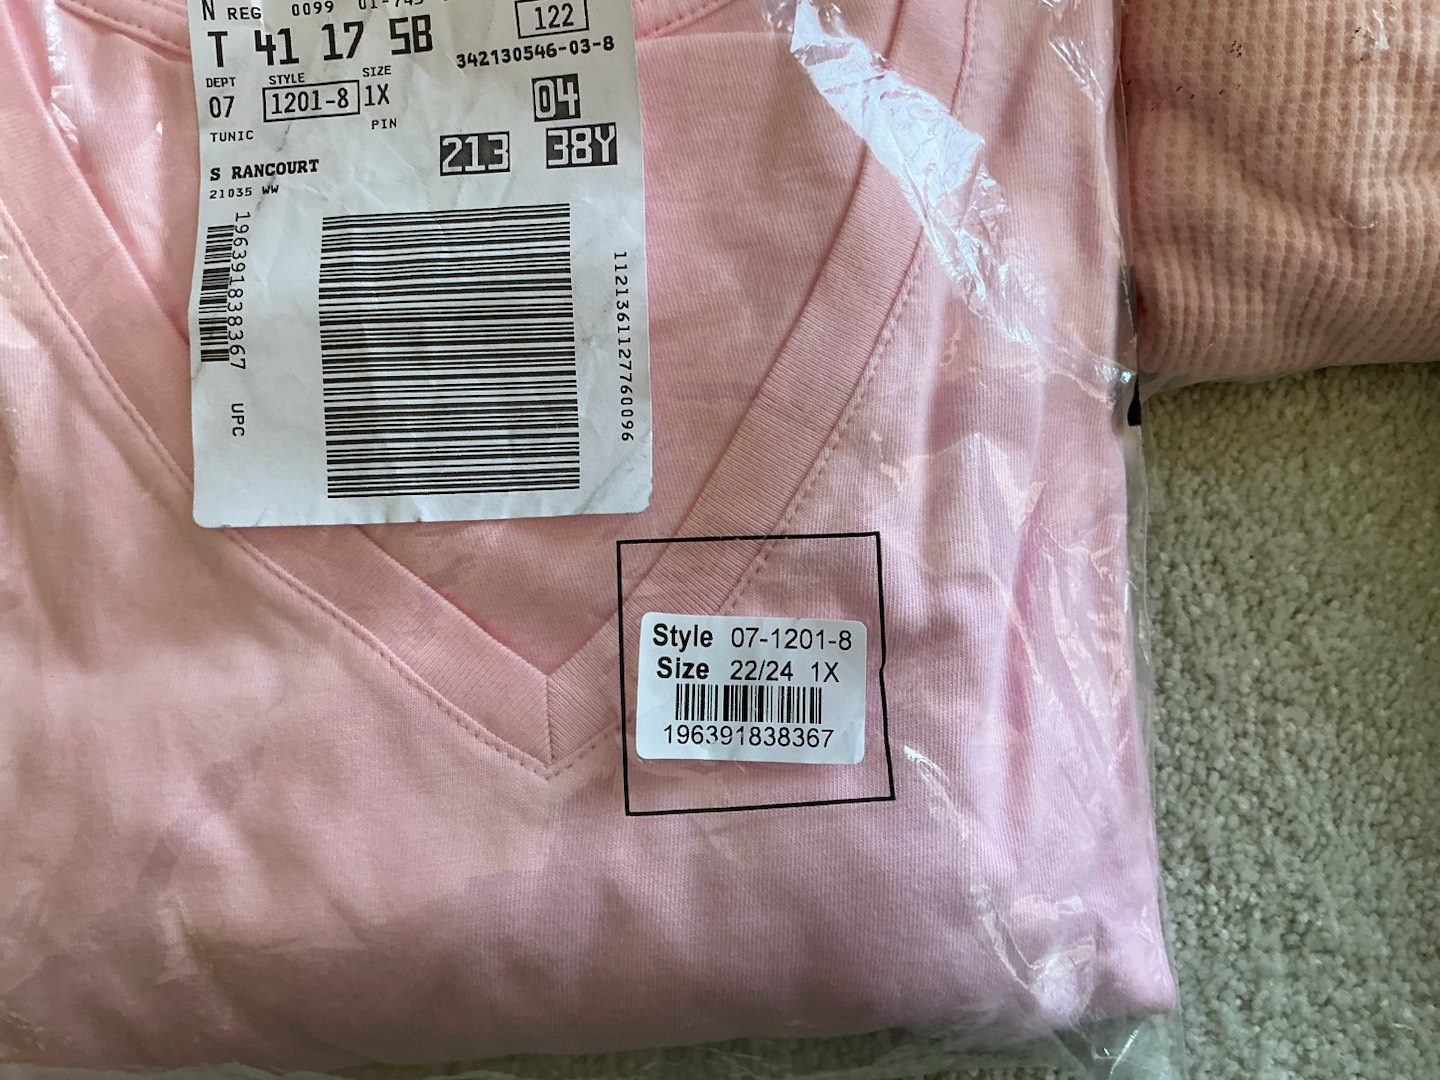 N REG 0099
122
T 41 17 5B
342130546-03-8
DEPT STYLE SIZE
07 1201-8 1X
04
TUNIC PIN
213 38Y
S RANCOURT
21035 WW
196391838367 UPC
1121361127760096
Style 07-1201-8
Size 22/24 1X
196391838367